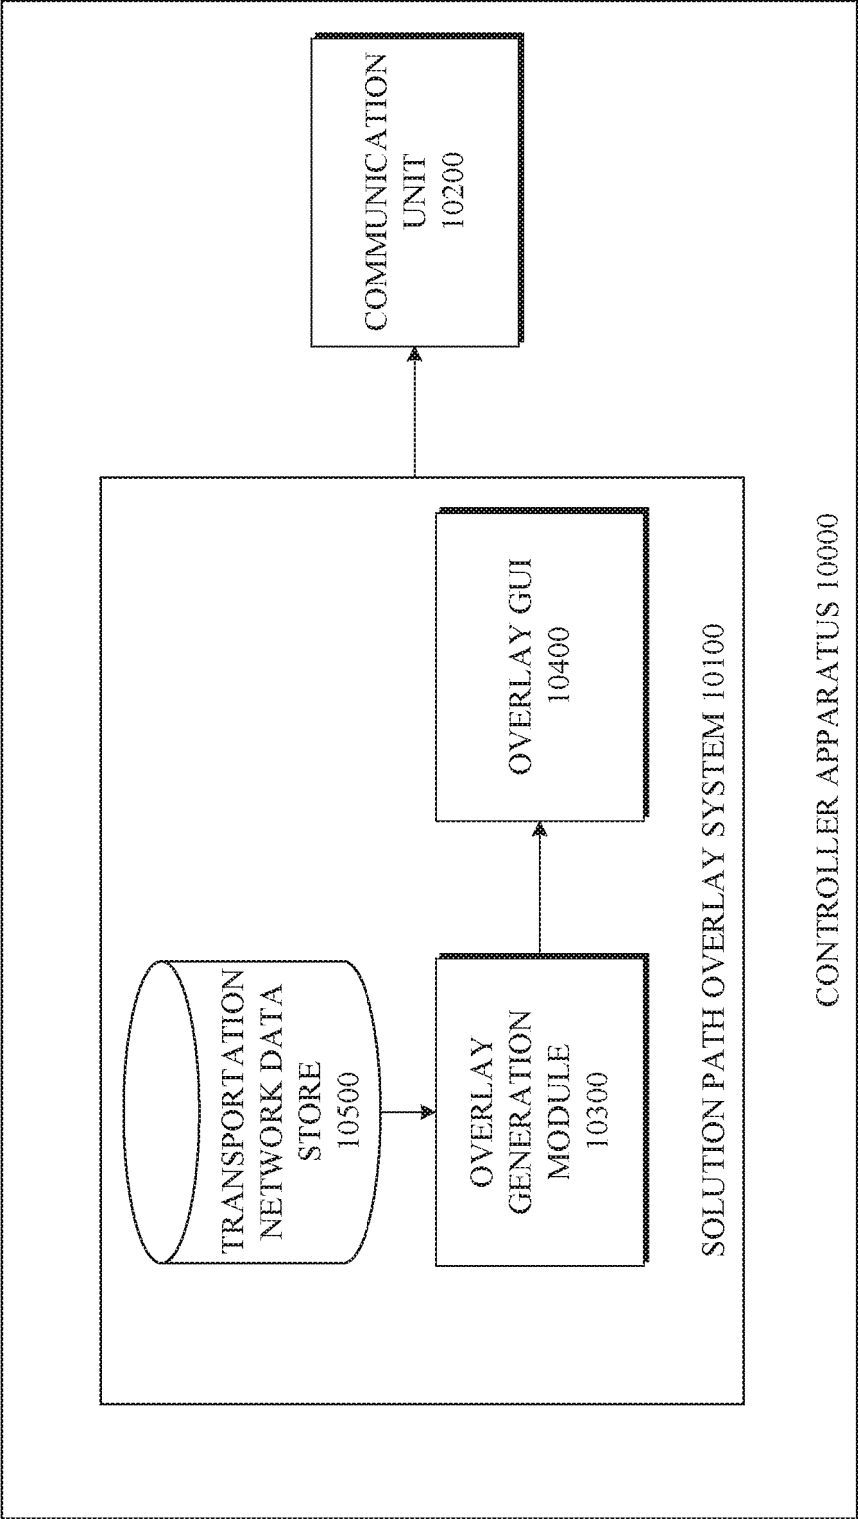 TRANSPORTATION
NETWORK DATA
STORE
10500
OVERLAY
GENERATION
MODULE
10300
OVERLAY GUI
10400
SOLUTION PATH OVERLAY SYSTEM 10100
COMMUNICATION
UNIT
10200
CONTROLLER APPARATUS 10000